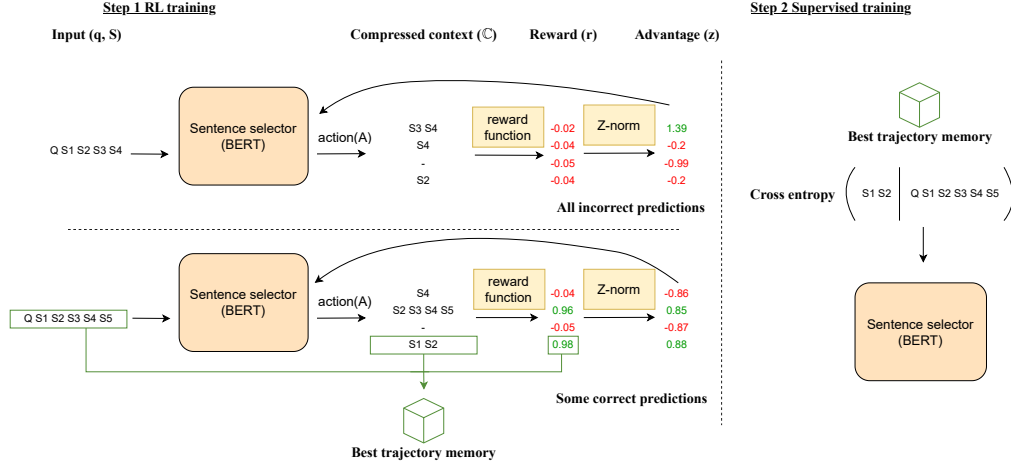 Step 1 RL training
Step 2 Supervised training
Input (q, S)
Compressed context (ℂ)
Reward (r)
Advantage (z)
Q S1 S2 S3 S4
Sentence selector
(BERT)
action(A)
S3 S4
S4
-
S2
reward
function
-0.02
-0.04
-0.05
-0.04
Z-norm
1.39
-0.2
-0.99
-0.2
All incorrect predictions
Q S1 S2 S3 S4 S5
Sentence selector
(BERT)
action(A)
S4
S2 S3 S4 S5
-
S1 S2
reward
function
-0.04
0.96
-0.05
0.98
Z-norm
-0.86
0.85
-0.87
0.88
Some correct predictions
Best trajectory memory
Best trajectory memory
Cross entropy
S1 S2
Q S1 S2 S3 S4 S5
Sentence selector
(BERT)